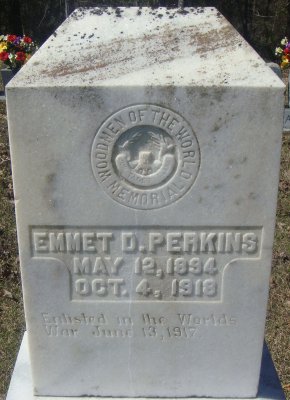 WOODMEN OF THE WORLD
MEMORIAL
EMMET D. PERKINS
MAY 12, 1894
OCT. 4, 1918
Enlisted in the Worlds
War June 13, 1917